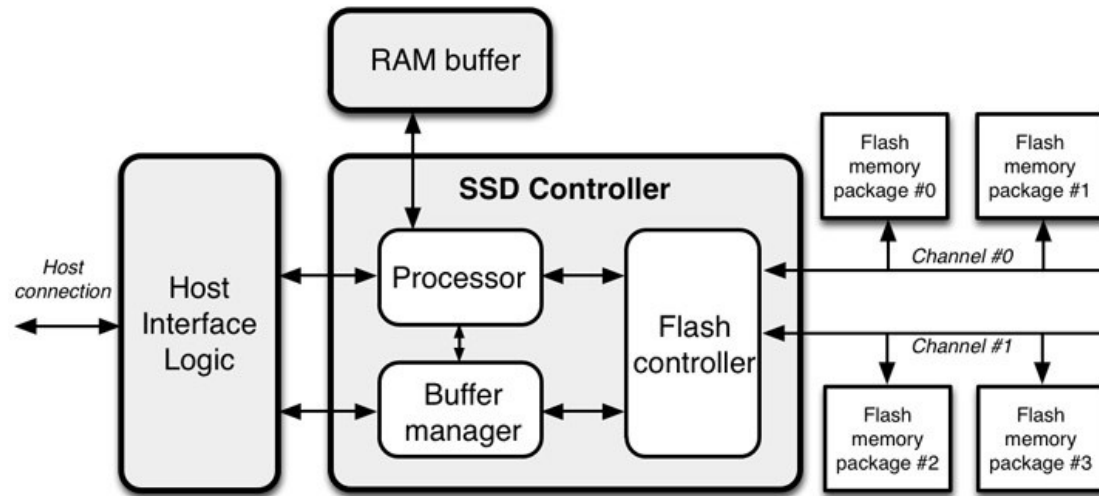 RAM buffer
SSD Controller
Host
connection
Host
Interface
Logic
Processor
Buffer
manager
Flash
controller
Flash
memory
package #0
Flash
memory
package #1
Channel #0
Channel #1
Flash
memory
package #2
Flash
memory
package #3